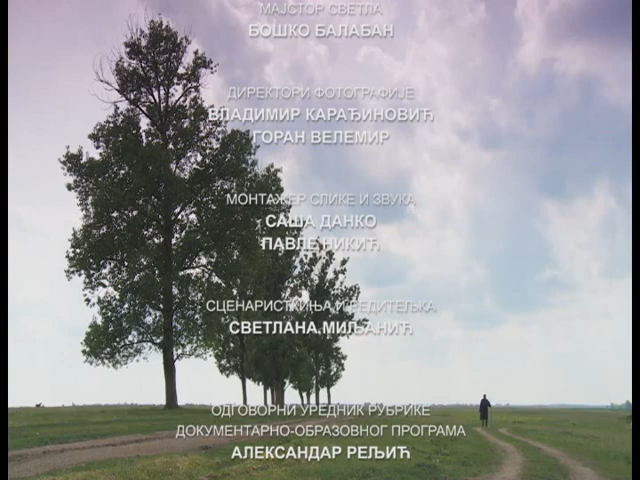 МАЈСТОР СВЕТЛА
БОШКО БАЛАБАН
ДИРЕКТОРИ ФОТОГРАФИЈЕ
ВЛАДИМИР КАРАЂИНОВИЋ
ГОРАН ВЕЛЕМИР
МОНТАЖЕР СЛИКЕ И ЗВУКА
САША ДАНКО
ПАВЛЕ НИКИЋ
СЦЕНАРИСТКИЊА И РЕДИТЕЉКА
СВЕТЛАНА МИЉАНИЋ
ОДГОВОРНИ УРЕДНИК РУБРИКЕ
ДОКУМЕНТАРНО-ОБРАЗОВНОГ ПРОГРАМА
АЛЕКСАНДАР РЕЉИЋ